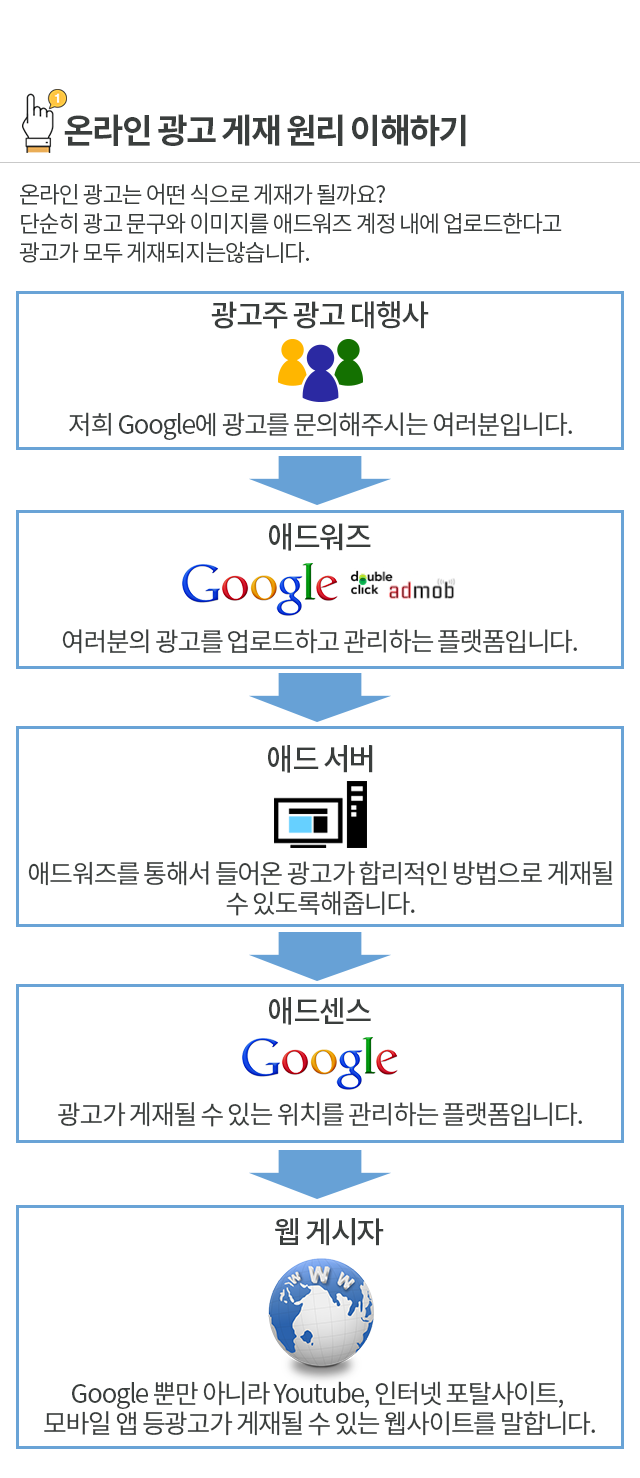 1
온라인 광고 게재 원리 이해하기
온라인 광고는 어떤 식으로 게재가 될까요?
단순히 광고 문구와 이미지를 애드워즈 계정 내에 업로드한다고
광고가 모두 게재되지는않습니다.
광고주 광고 대행사
저희 Google에 광고를 문의해주시는 여러분입니다.
애드워즈
Google double click admob
여러분의 광고를 업로드하고 관리하는 플랫폼입니다.
애드 서버
애드워즈를 통해서 들어온 광고가 합리적인 방법으로 게재될
수 있도록해줍니다.
애드센스
Google
광고가 게재될 수 있는 위치를 관리하는 플랫폼입니다.
웹 게시자
WWW
Google 뿐만 아니라 Youtube, 인터넷 포탈사이트,
모바일 앱 등광고가 게재될 수 있는 웹사이트를 말합니다.